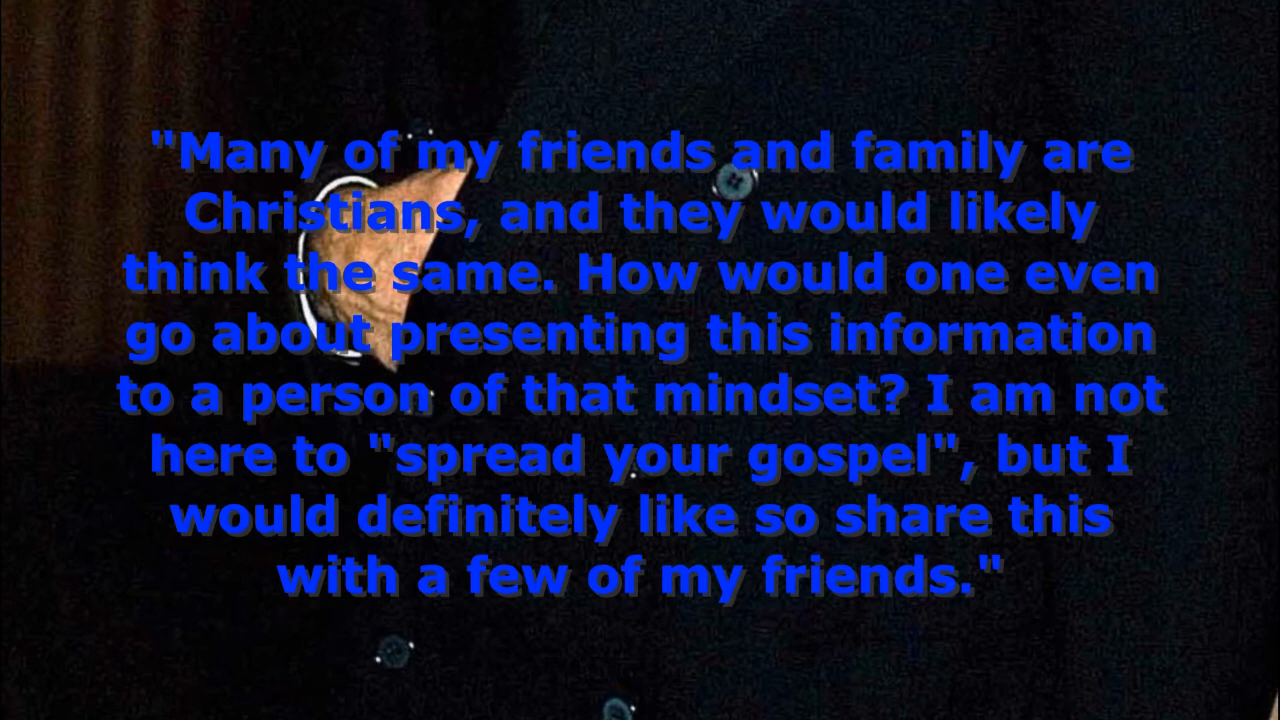 "Many of my friends and family are
Christians, and they would likely
think the same. How would one even
go about presenting this information
to a person of that mindset? I am not
here to "spread your gospel", but I
would definitely like so share this
with a few of my friends."